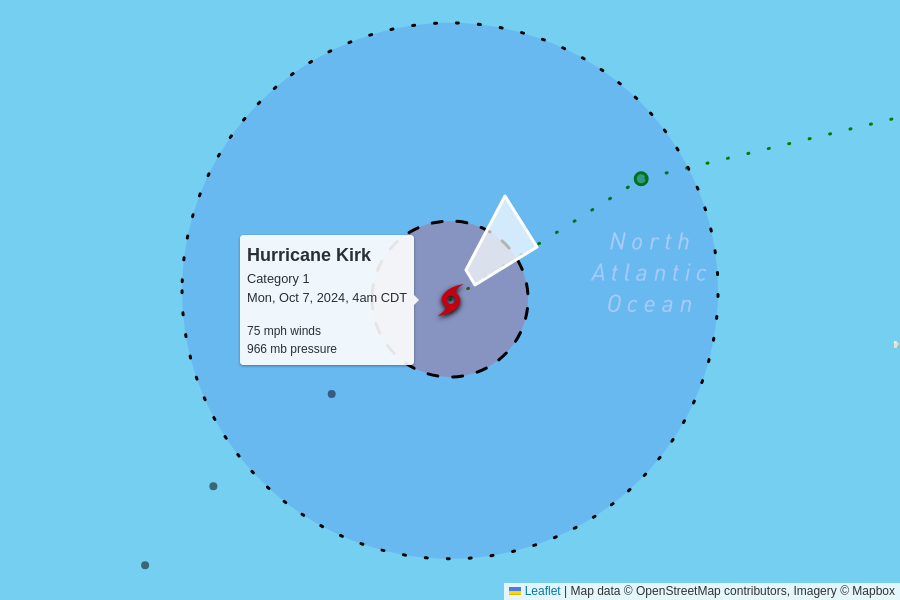 Hurricane Kirk
Category 1
Mon, Oct 7, 2024, 4am CDT
75 mph winds
966 mb pressure
North
Atlantic
Ocean
Leaflet | Map data © OpenStreetMap contributors, Imagery © Mapbox